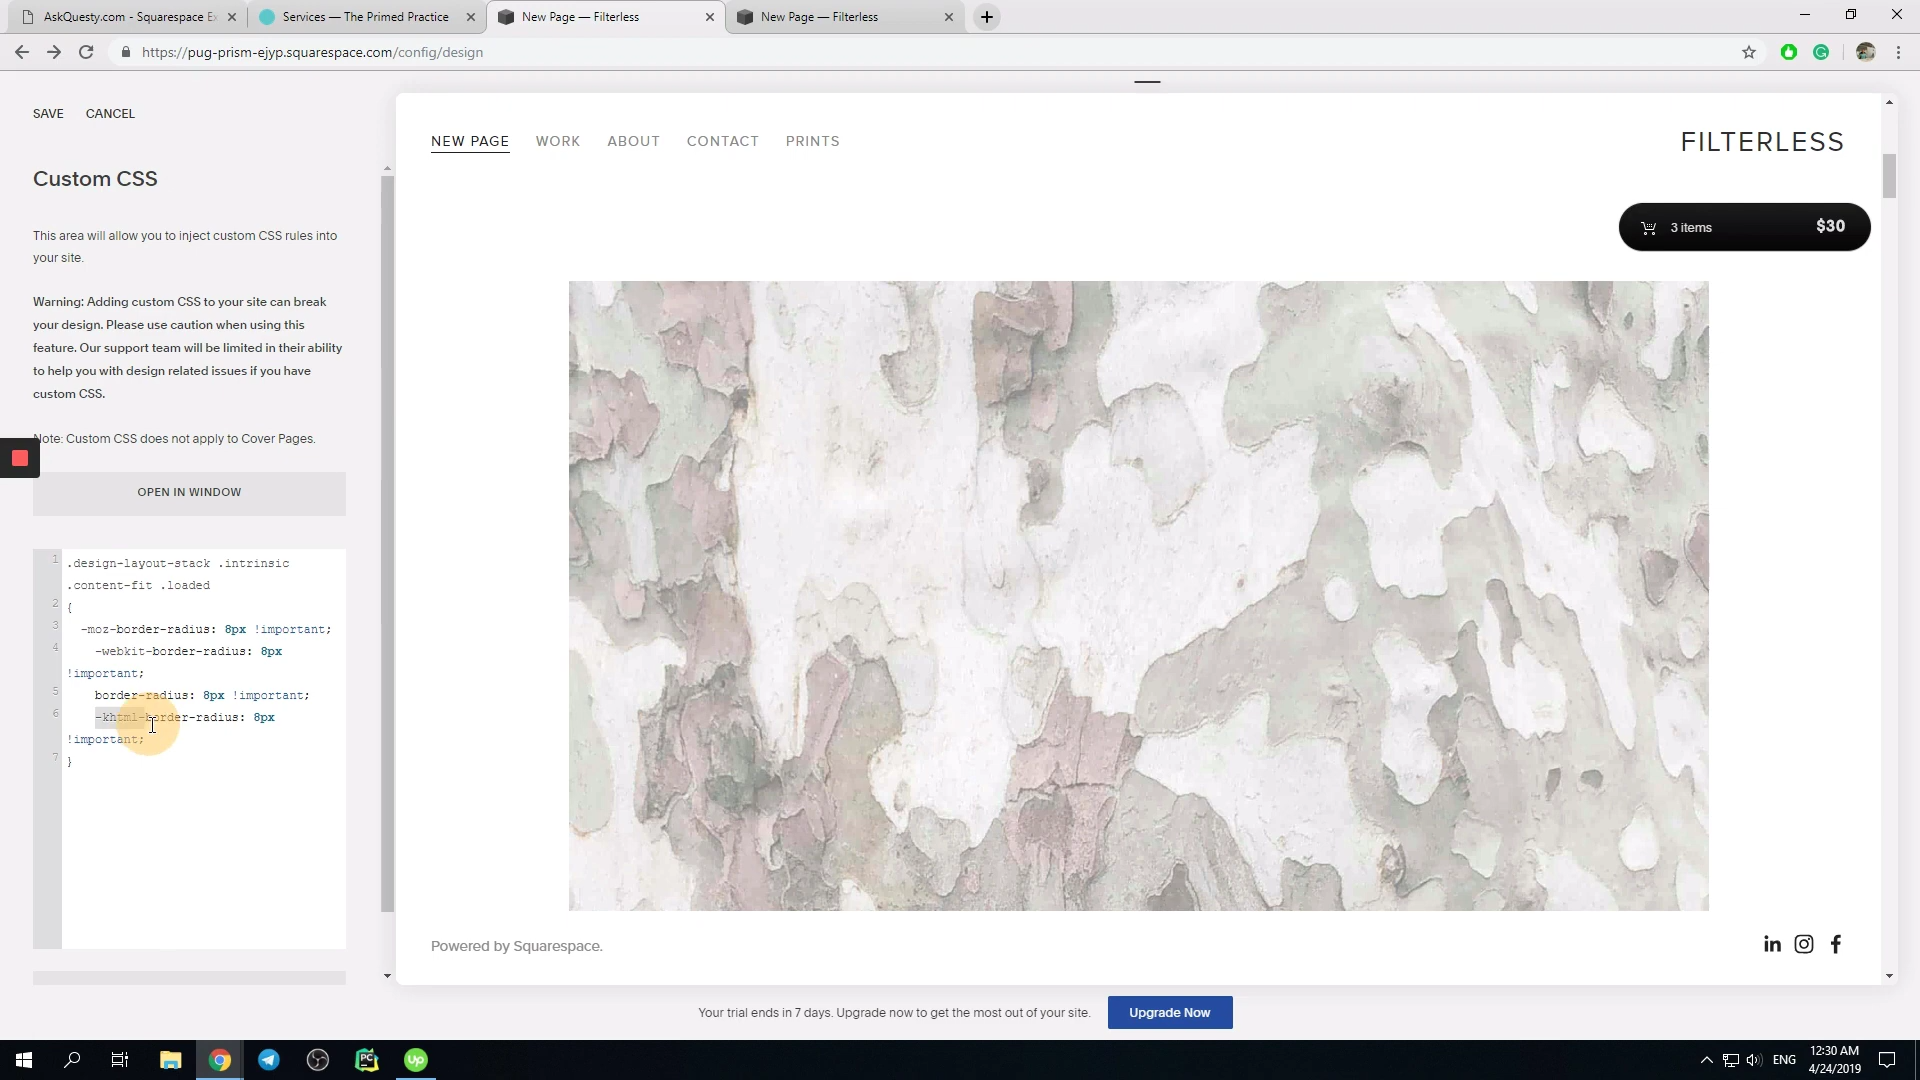 AskQuesty.com - Squarespace Ex
Services — The Primed Practice
New Page — Filterless
New Page — Filterless
https://pug-prism-ejyp.squarespace.com/config/design
SAVE
CANCEL
Custom CSS
This area will allow you to inject custom CSS rules into
your site.
Warning: Adding custom CSS to your site can break
your design. Please use caution when using this
feature. Our support team will be limited in their ability
to help you with design related issues if you have
custom CSS.
Note: Custom CSS does not apply to Cover Pages.
OPEN IN WINDOW
1 .design-layout-stack .intrinsic
.content-fit .loaded
2 {
3 -moz-border-radius: 8px !important;
4 -webkit-border-radius: 8px
!important;
5 border-radius: 8px !important;
6 -khtml-border-radius: 8px
!important;
7 }
NEW PAGE
WORK
ABOUT
CONTACT
PRINTS
FILTERLESS
3 items
$30
Powered by Squarespace.
Your trial ends in 7 days. Upgrade now to get the most out of your site.
Upgrade Now
PC
Up
ENG
12:30 AM
4/24/2019